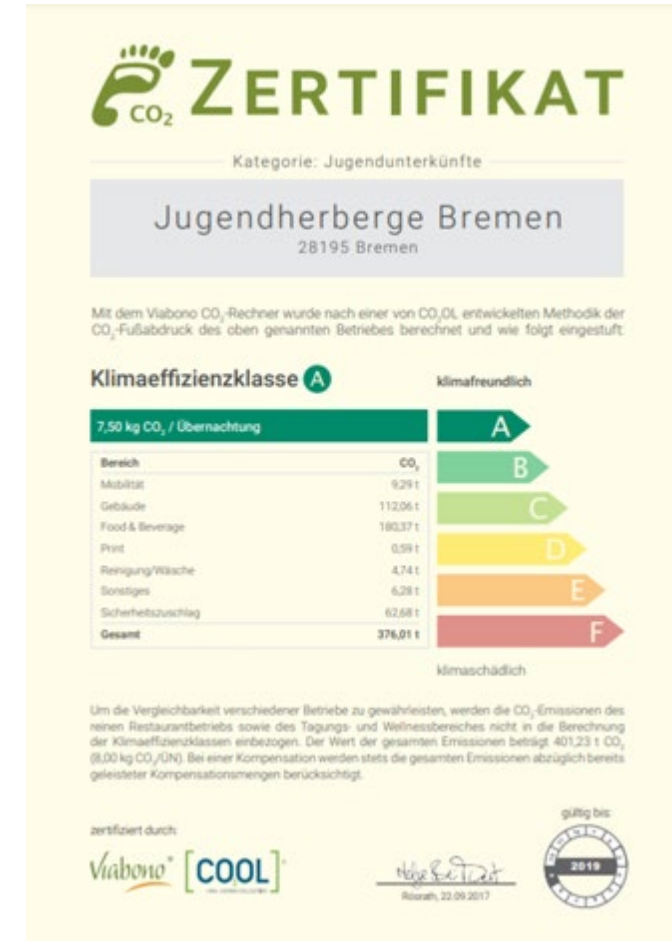 CO₂ ZERTIFIKAT
Kategorie: Jugendunterkünfte
Jugendherberge Bremen
28195 Bremen
Mit dem Viabono CO₂-Rechner wurde nach einer von CO₂OL entwickelten Methodik der
CO₂-Fußabdruck des oben genannten Betriebes berechnet und wie folgt eingestuft:
Klimaeffizienzklasse A
klimafreundlich
7,50 kg CO₂ / Übernachtung
A
Bereich CO₂
B
Mobilität 9,29 t
Gebäude 112,06 t
C
Food & Beverage 180,37 t
Print 0,59 t
D
Reinigung/Wäsche 4,74 t
Sonstiges 6,28 t
E
Sicherheitszuschlag 62,68 t
Gesamt 376,01 t
F
klimaschädlich
Um die Vergleichbarkeit verschiedener Betriebe zu gewährleisten, werden die CO₂-Emissionen des
reinen Restaurantbetriebs sowie des Tagungs- und Wellnessbereiches nicht in die Berechnung
der Klimaeffizienzklassen einbezogen. Der Wert der gesamten Emissionen beträgt 401,23 t CO₂
(8,00 kg CO₂/ÜN). Bei einer Kompensation werden stets die gesamten Emissionen abzüglich bereits
geleisteter Kompensationsmengen berücksichtigt.
gültig bis:
zertifiziert durch:
Viabono® [CO₂OL]®
2019
Rösrath, 22.09.2017